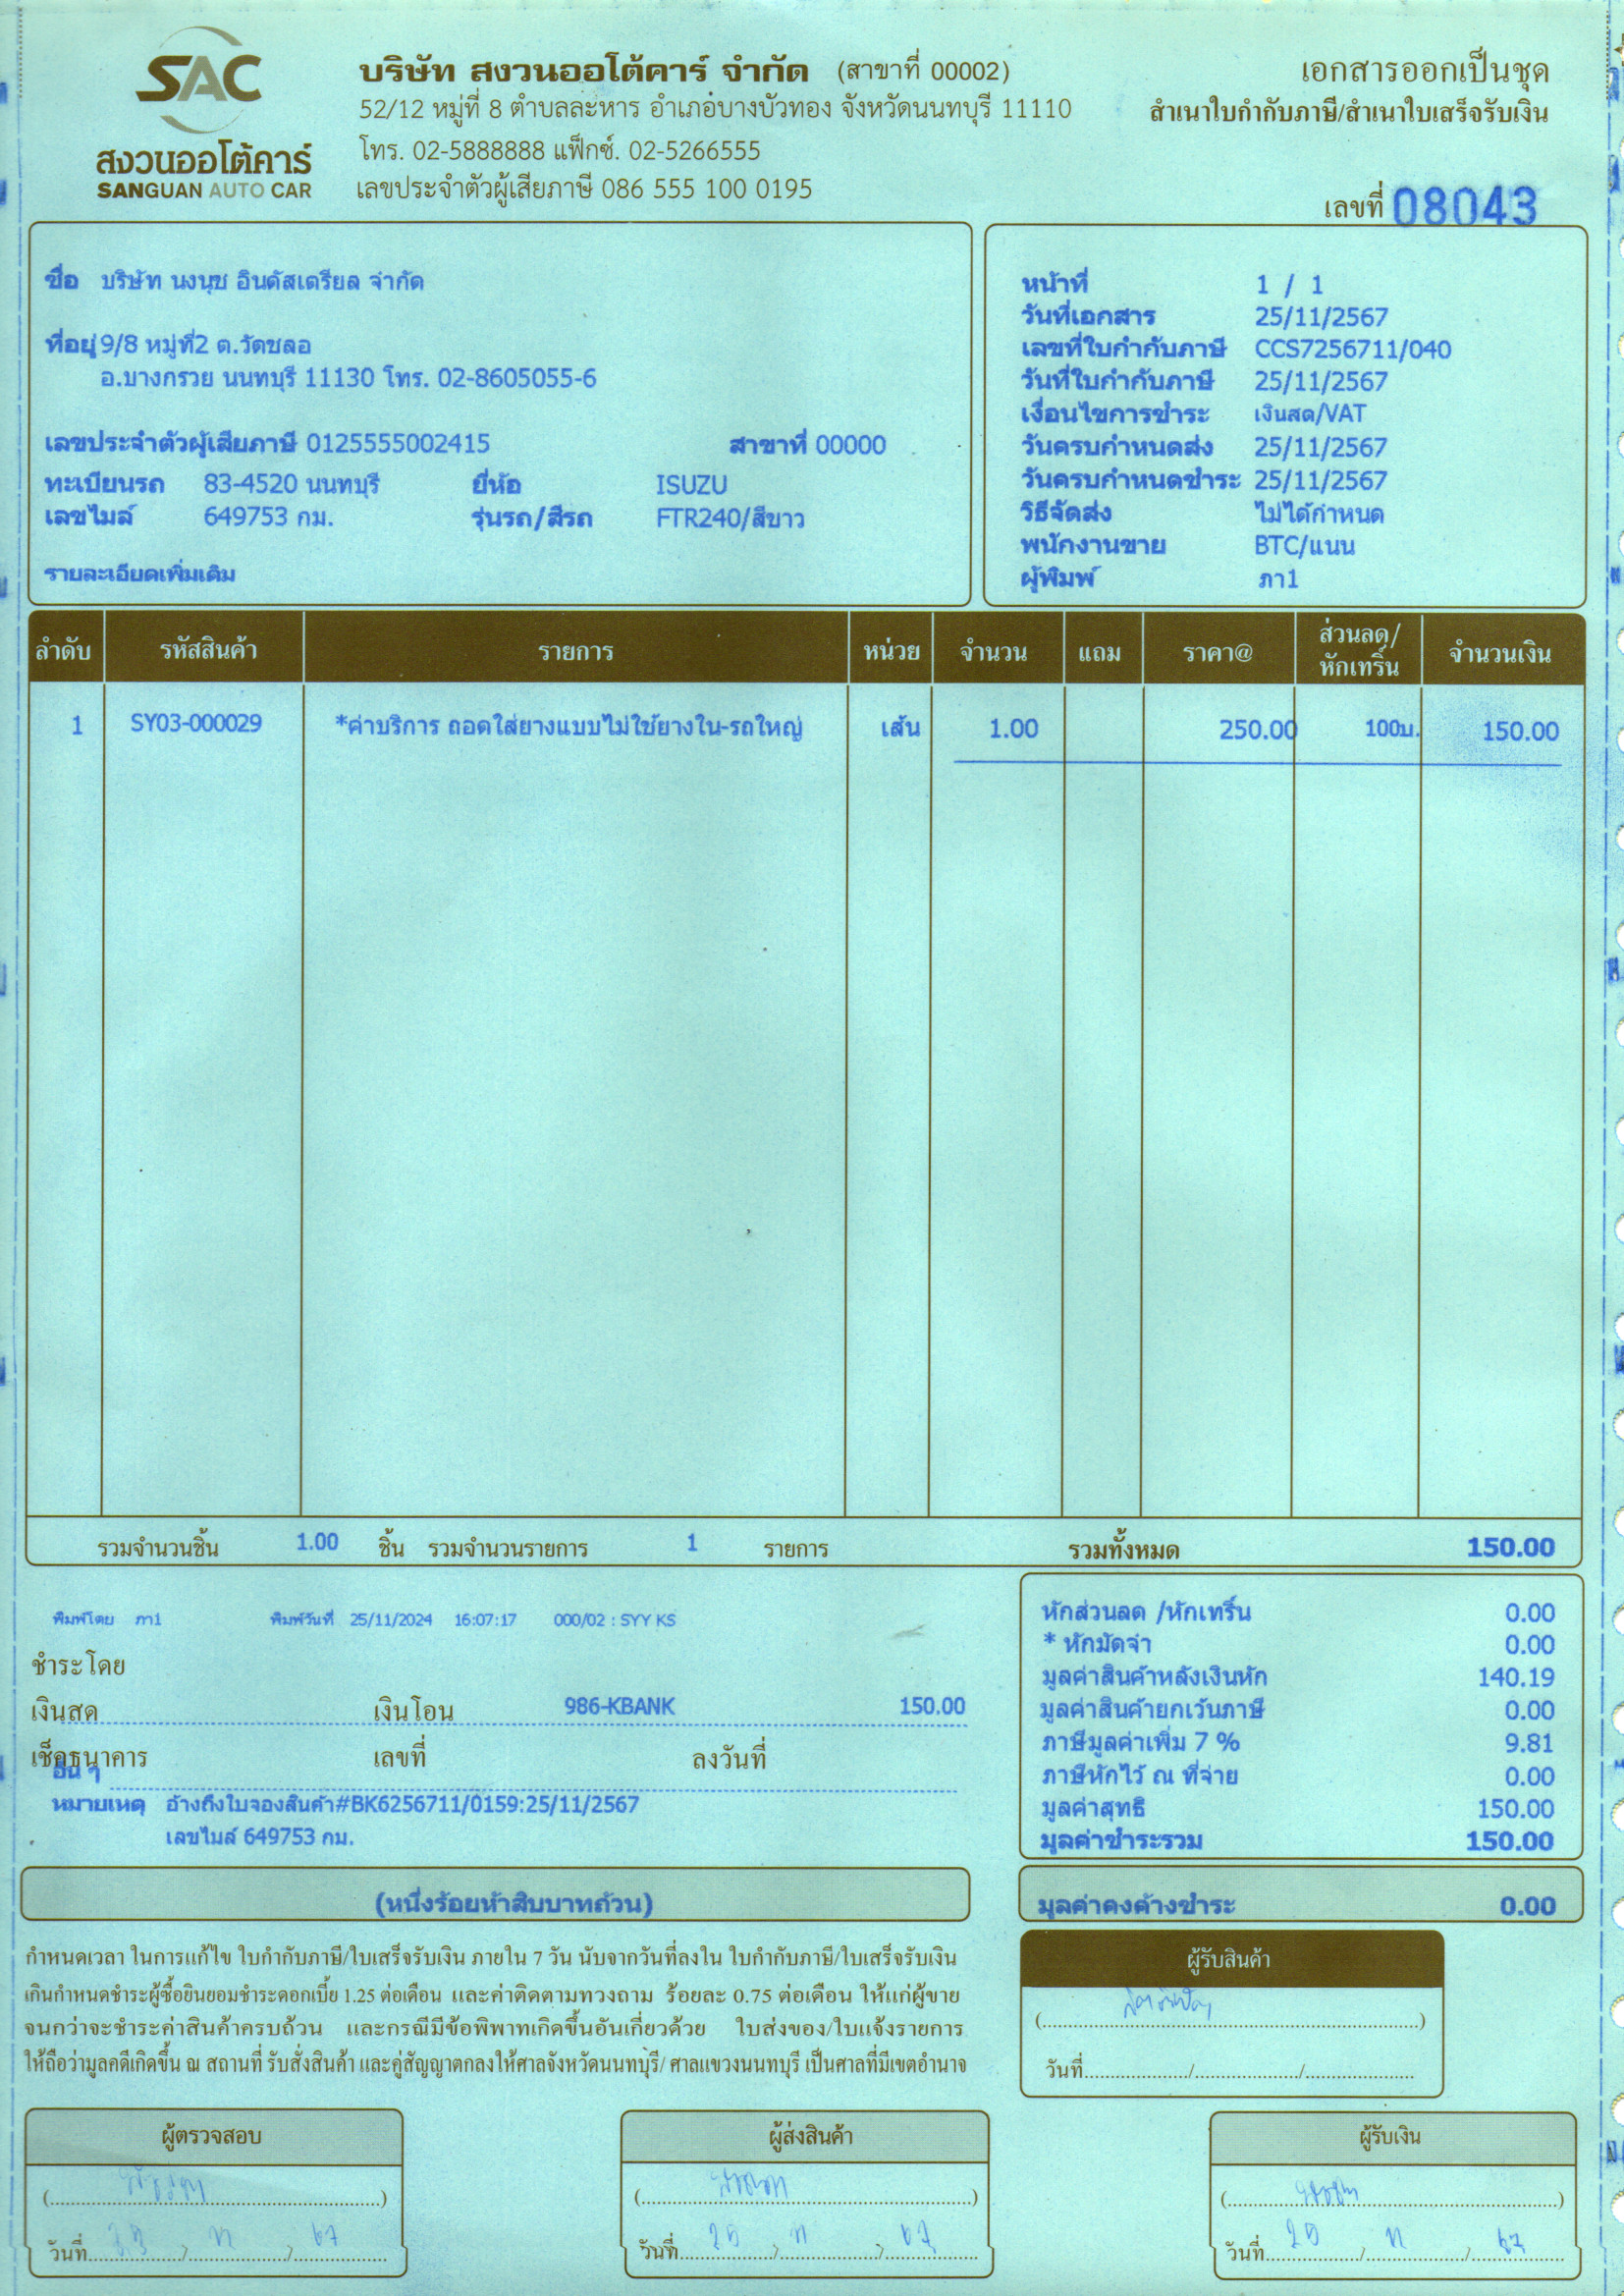 SAC
สงวนออโต้คาร์
SANGUAN AUTO CAR
บริษัท สงวนออโต้คาร์ จำกัด (สาขาที่ 00002)
52/12 หมู่ที่ 8 ตำบลละหาร อำเภอบางบัวทอง จังหวัดนนทบุรี 11110
โทร. 02-5888888 แฟ็กซ์. 02-5266555
เลขประจำตัวผู้เสียภาษี 086 555 100 0195
เอกสารออกเป็นชุด
สำเนาใบกำกับภาษี/สำเนาใบเสร็จรับเงิน
เลขที่ 08043
ชื่อ บริษัท นงนุช อินดัสเตรียล จำกัด
ที่อยู่ 9/8 หมู่ที่2 ต.วัดชลอ
อ.บางกรวย นนทบุรี 11130 โทร. 02-8605055-6
เลขประจำตัวผู้เสียภาษี 0125555002415 สาขาที่ 00000
ทะเบียนรถ 83-4520 นนทบุรี ยี่ห้อ ISUZU
เลขไมล์ 649753 กม. รุ่นรถ/สีรถ FTR240/สีขาว
รายละเอียดเพิ่มเติม
หน้าที่ 1 / 1
วันที่เอกสาร 25/11/2567
เลขที่ใบกำกับภาษี CCS7256711/040
วันที่ใบกำกับภาษี 25/11/2567
เงื่อนไขการชำระ เงินสด/VAT
วันครบกำหนดส่ง 25/11/2567
วันครบกำหนดชำระ 25/11/2567
วิธีจัดส่ง ไม่ได้กำหนด
พนักงานขาย BTC/แนน
ผู้พิมพ์ ภา1
ลำดับ รหัสสินค้า รายการ หน่วย จำนวน แถม ราคา@ ส่วนลด/หักเทริ์น จำนวนเงิน
1 SY03-000029 *ค่าบริการ ถอดใส่ยางแบบไม่ใช้ยางใน-รถใหญ่ เส้น 1.00 250.00 100บ. 150.00
รวมจำนวนชิ้น 1.00 ชิ้น รวมจำนวนรายการ 1 รายการ รวมทั้งหมด 150.00
พิมพ์โดย ภา1 พิมพ์วันที่ 25/11/2024 16:07:17 000/02 : SYY KS
ชำระโดย
เงินสด เงินโอน 986-KBANK 150.00
เช็คธนาคาร เลขที่ ลงวันที่
อื่น ๆ
หมายเหตุ อ้างถึงใบจองสินค้า#BK6256711/0159:25/11/2567
เลขไมล์ 649753 กม.
หักส่วนลด /หักเทริ์น 0.00
* หักมัดจำ 0.00
มูลค่าสินค้าหลังเงินหัก 140.19
มูลค่าสินค้ายกเว้นภาษี 0.00
ภาษีมูลค่าเพิ่ม 7 % 9.81
ภาษีหักไว้ ณ ที่จ่าย 0.00
มูลค่าสุทธิ 150.00
มูลค่าชำระรวม 150.00
(หนึ่งร้อยห้าสิบบาทถ้วน)
มูลค่าคงค้างชำระ 0.00
กำหนดเวลา ในการแก้ไข ใบกำกับภาษี/ใบเสร็จรับเงิน ภายใน 7 วัน นับจากวันที่ลงใน ใบกำกับภาษี/ใบเสร็จรับเงิน
เกินกำหนดชำระผู้ซื้อยินยอมชำระดอกเบี้ย 1.25 ต่อเดือน และค่าติดตามทวงถาม ร้อยละ 0.75 ต่อเดือน ให้แก่ผู้ขาย
จนกว่าจะชำระค่าสินค้าครบถ้วน และกรณีมีข้อพิพาทเกิดขึ้นอันเกี่ยวด้วย ใบส่งของ/ใบแจ้งรายการ
ให้ถือว่ามูลคดีเกิดขึ้น ณ สถานที่ รับสั่งสินค้า และคู่สัญญาตกลงให้ศาลจังหวัดนนทบุรี/ ศาลแขวงนนทบุรี เป็นศาลที่มีเขตอำนาจ
ผู้รับสินค้า
วันที่
ผู้ตรวจสอบ
วันที่
ผู้ส่งสินค้า
วันที่
ผู้รับเงิน
วันที่